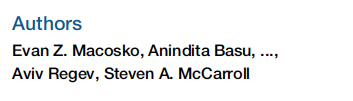 Authors
Evan Z. Macosko, Anindita Basu, ...,
Aviv Regev, Steven A. McCarroll